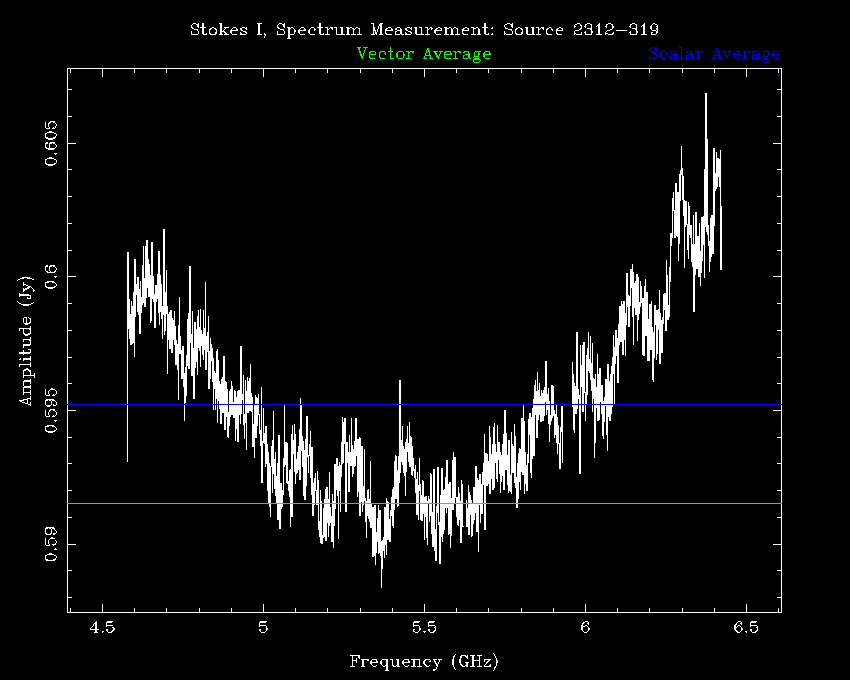 Stokes I, Spectrum Measurement: Source 2312−319
Vector Average Scalar Average
0.605
0.6
0.595
0.59
Amplitude (Jy)
4.5 5 5.5 6 6.5
Frequency (GHz)